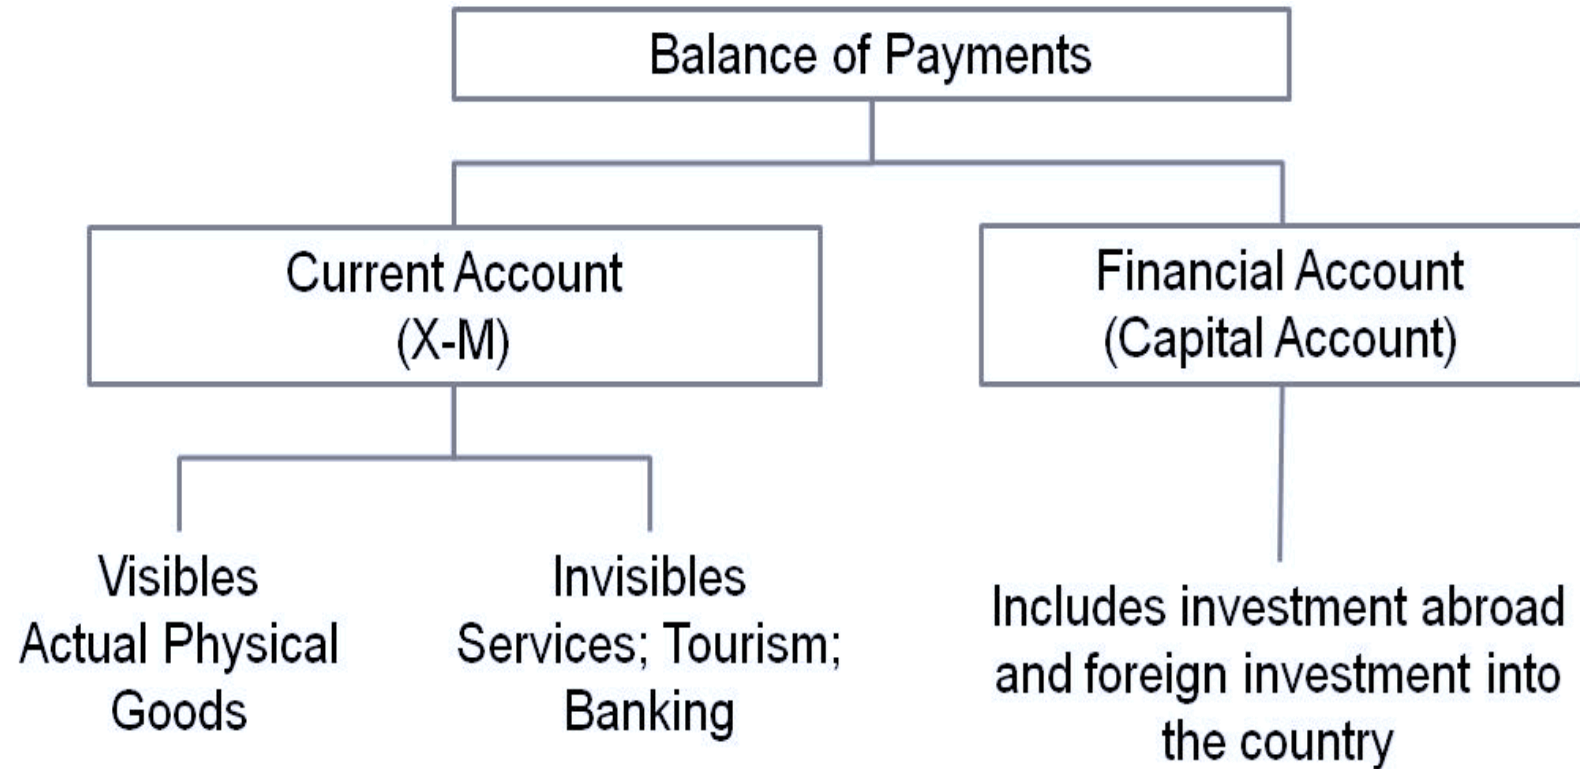 Balance of Payments
Current Account
(X-M)
Financial Account
(Capital Account)
Visibles
Actual Physical
Goods
Invisibles
Services; Tourism;
Banking
Includes investment abroad
and foreign investment into
the country